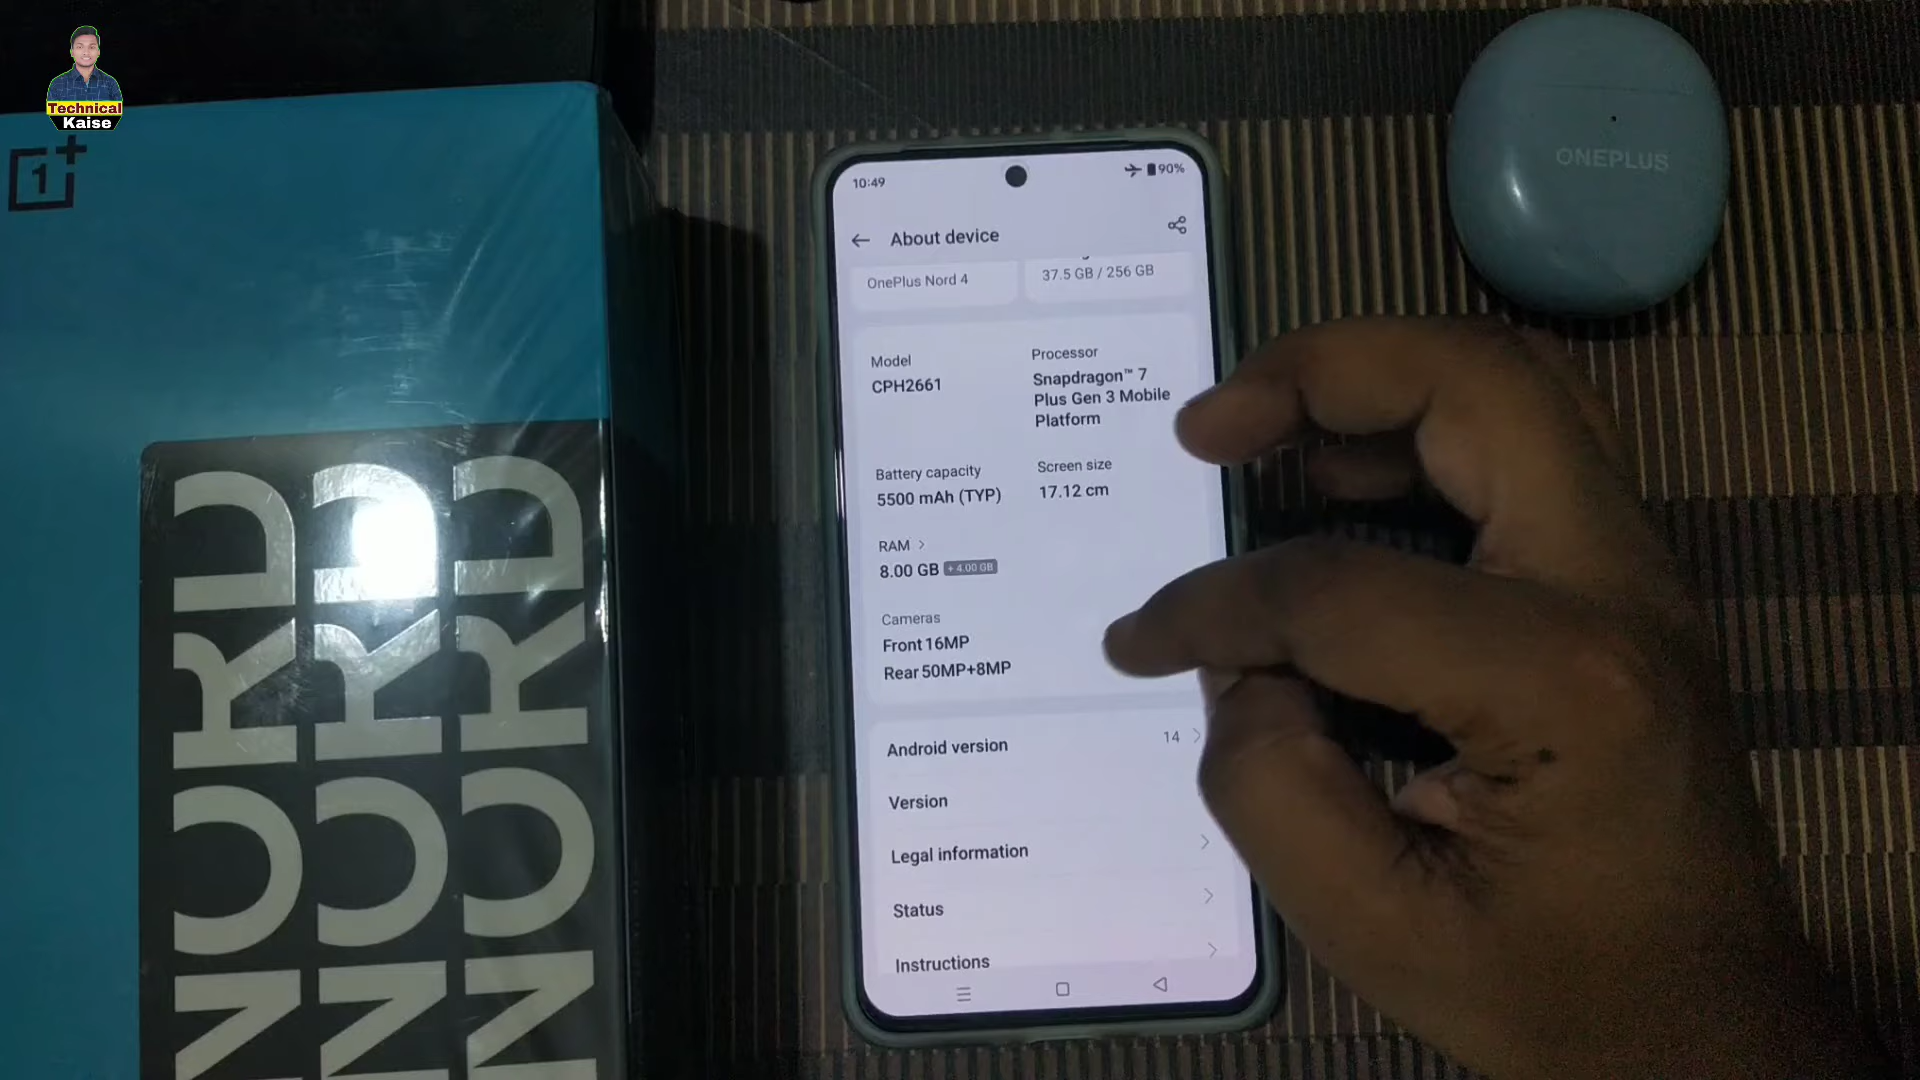 Technical
Kaise
1+
NORD
NORD
NORD
ONEPLUS
10:49
90%
About device
OnePlus Nord 4
37.5 GB / 256 GB
Model
CPH2661
Processor
Snapdragon™ 7
Plus Gen 3 Mobile
Platform
Battery capacity
5500 mAh (TYP)
Screen size
17.12 cm
RAM >
8.00 GB + 4.00 GB
Cameras
Front 16MP
Rear 50MP+8MP
Android version 14 >
Version
Legal information >
Status >
Instructions >